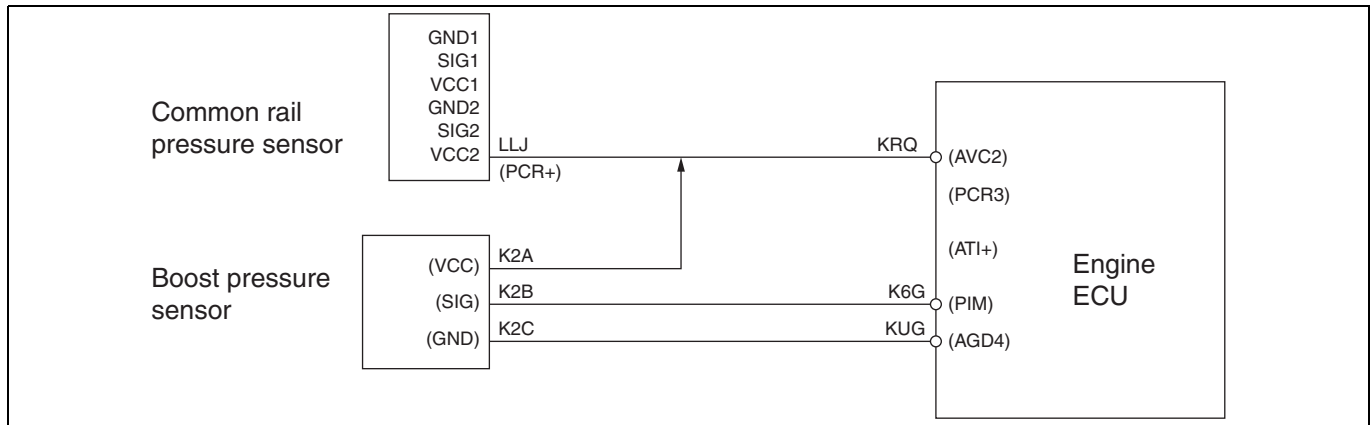 GND1
SIG1
VCC1
GND2
SIG2
VCC2
Common rail
pressure sensor
LLJ
(PCR+)
KRQ
(AVC2)
(PCR3)
(ATI+)
Engine
ECU
Boost pressure
sensor
(VCC)
K2A
(SIG)
K2B
K6G
(PIM)
(GND)
K2C
KUG
(AGD4)